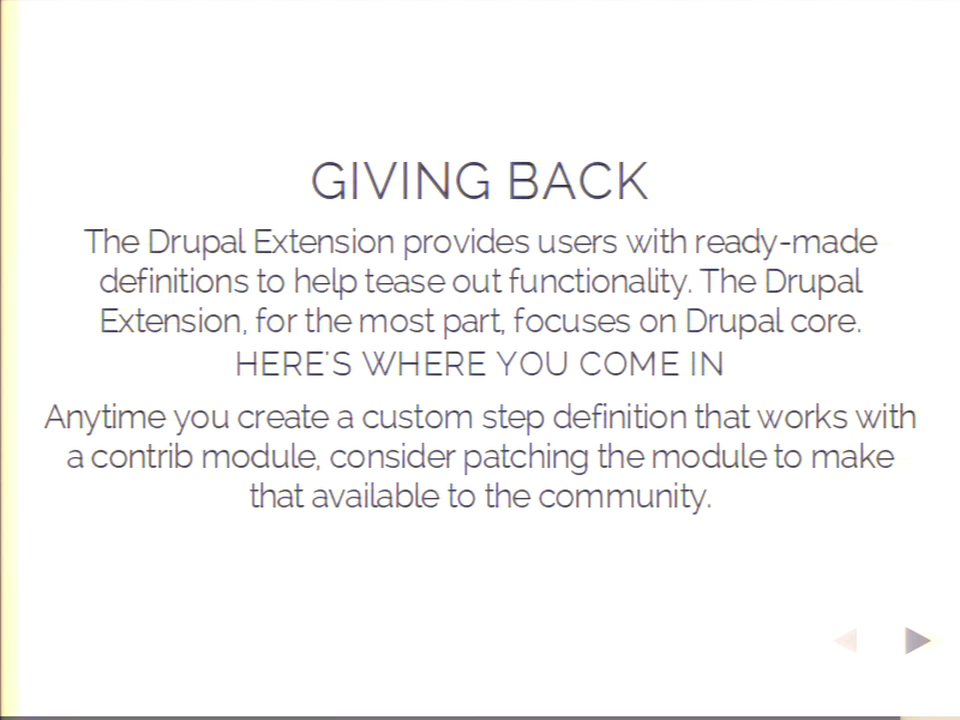 GIVING BACK
The Drupal Extension provides users with ready-made
definitions to help tease out functionality. The Drupal
Extension, for the most part, focuses on Drupal core.
HERE'S WHERE YOU COME IN
Anytime you create a custom step definition that works with
a contrib module, consider patching the module to make
that available to the community.